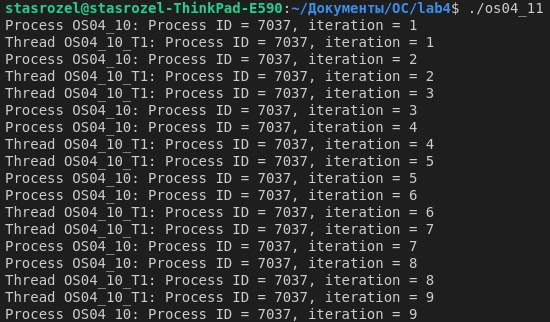 stasrozel@stasrozel-ThinkPad-E590:~/Документы/ОС/lab4$ ./os04_11
Process OS04_10: Process ID = 7037, iteration = 1
Thread OS04_10_T1: Process ID = 7037, iteration = 1
Process OS04_10: Process ID = 7037, iteration = 2
Thread OS04_10_T1: Process ID = 7037, iteration = 2
Thread OS04_10_T1: Process ID = 7037, iteration = 3
Process OS04_10: Process ID = 7037, iteration = 3
Process OS04_10: Process ID = 7037, iteration = 4
Thread OS04_10_T1: Process ID = 7037, iteration = 4
Thread OS04_10_T1: Process ID = 7037, iteration = 5
Process OS04_10: Process ID = 7037, iteration = 5
Process OS04_10: Process ID = 7037, iteration = 6
Thread OS04_10_T1: Process ID = 7037, iteration = 6
Thread OS04_10_T1: Process ID = 7037, iteration = 7
Process OS04_10: Process ID = 7037, iteration = 7
Process OS04_10: Process ID = 7037, iteration = 8
Thread OS04_10_T1: Process ID = 7037, iteration = 8
Thread OS04_10_T1: Process ID = 7037, iteration = 9
Process OS04_10: Process ID = 7037, iteration = 9